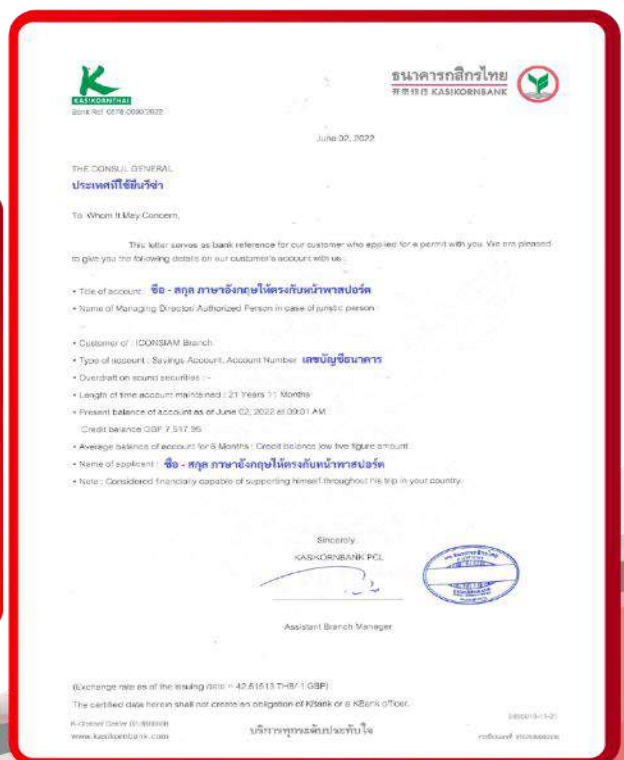 KASIKORNTHAI
ธนาคารกสิกรไทย
开泰银行 KASIKORNBANK
June 02, 2022
THE CONSUL GENERAL
ประเทศที่ใช้ยื่นวีซ่า
To Whom It May Concern,
This letter serves as bank reference for our customer who applied for a permit with you. We are pleased
to give you the following details on our customer's account with us :
• Title of account : ชื่อ - สกุล ภาษาอังกฤษให้ตรงกับหน้าพาสปอร์ต
• Name of Managing Director/ Authorized Person in case of juristic person :
-
• Customer of : ICONSIAM Branch
• Type of account : Savings Account, Account Number เลขบัญชีธนาคาร
• Overdraft on sound securities : -
• Length of time account maintained : 21 Years 11 Months
• Present balance of account as of June 02, 2022 at 09:01 AM
Credit balance GBP 7,517.95
• Average balance of account for 6 Months : Credit balance low five figure amount
• Name of applicant : ชื่อ - สกุล ภาษาอังกฤษให้ตรงกับหน้าพาสปอร์ต
• Note : Considered financially capable of supporting himself throughout his trip in your country.
Sincerely
KASIKORNBANK PCL
Assistant Branch Manager
(Exchange rate as of the issuing date = 42.51513 THB/ 1 GBP)
The certified data herein shall not create an obligation of KBank or a KBank officer.
www.kasikornbank.com
บริการทุกระดับประทับใจ